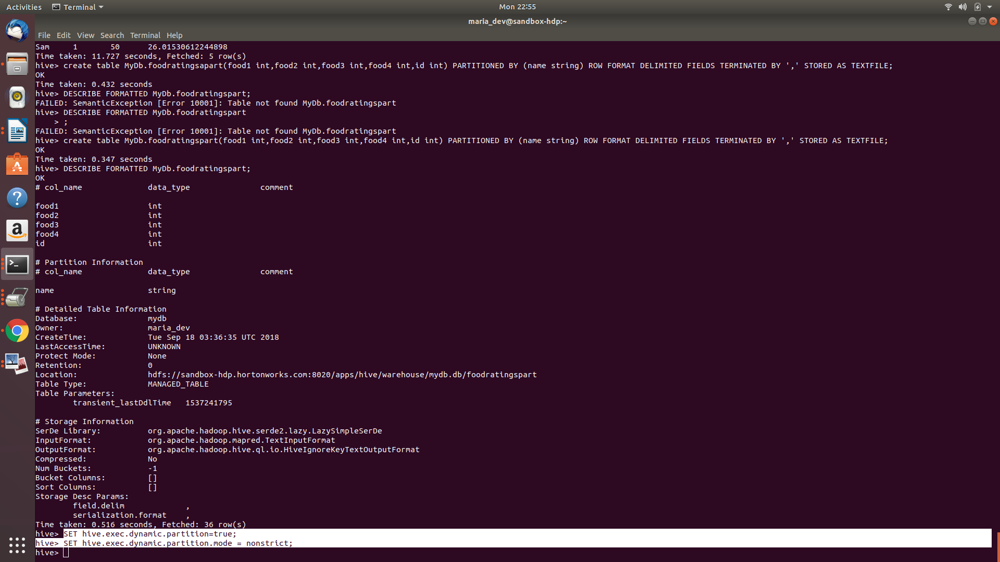 Activities Terminal Mon 22:55
maria_dev@sandbox-hdp:~
File Edit View Search Terminal Help
Sam 1 50 26.01530612244898
Time taken: 11.727 seconds, Fetched: 5 row(s)
hive> create table MyDb.foodratingsapart(food1 int,food2 int,food3 int,food4 int,id int) PARTITIONED BY (name string) ROW FORMAT DELIMITED FIELDS TERMINATED BY ',' STORED AS TEXTFILE;
OK
Time taken: 0.432 seconds
hive> DESCRIBE FORMATTED MyDb.foodratingspart;
FAILED: SemanticException [Error 10001]: Table not found MyDb.foodratingspart
hive> DESCRIBE FORMATTED MyDb.foodratingspart
> ;
FAILED: SemanticException [Error 10001]: Table not found MyDb.foodratingspart
hive> create table MyDb.foodratingspart(food1 int,food2 int,food3 int,food4 int,id int) PARTITIONED BY (name string) ROW FORMAT DELIMITED FIELDS TERMINATED BY ',' STORED AS TEXTFILE;
OK
Time taken: 0.347 seconds
hive> DESCRIBE FORMATTED MyDb.foodratingspart;
OK
# col_name data_type comment
food1 int
food2 int
food3 int
food4 int
id int
# Partition Information
# col_name data_type comment
name string
# Detailed Table Information
Database: mydb
Owner: maria_dev
CreateTime: Tue Sep 18 03:36:35 UTC 2018
LastAccessTime: UNKNOWN
Protect Mode: None
Retention: 0
Location: hdfs://sandbox-hdp.hortonworks.com:8020/apps/hive/warehouse/mydb.db/foodratingspart
Table Type: MANAGED_TABLE
Table Parameters:
transient_lastDdlTime 1537241795
# Storage Information
SerDe Library: org.apache.hadoop.hive.serde2.lazy.LazySimpleSerDe
InputFormat: org.apache.hadoop.mapred.TextInputFormat
OutputFormat: org.apache.hadoop.hive.ql.io.HiveIgnoreKeyTextOutputFormat
Compressed: No
Num Buckets: -1
Bucket Columns: []
Sort Columns: []
Storage Desc Params:
field.delim ,
serialization.format ,
Time taken: 0.516 seconds, Fetched: 36 row(s)
hive> SET hive.exec.dynamic.partition=true;
hive> SET hive.exec.dynamic.partition.mode = nonstrict;
hive>